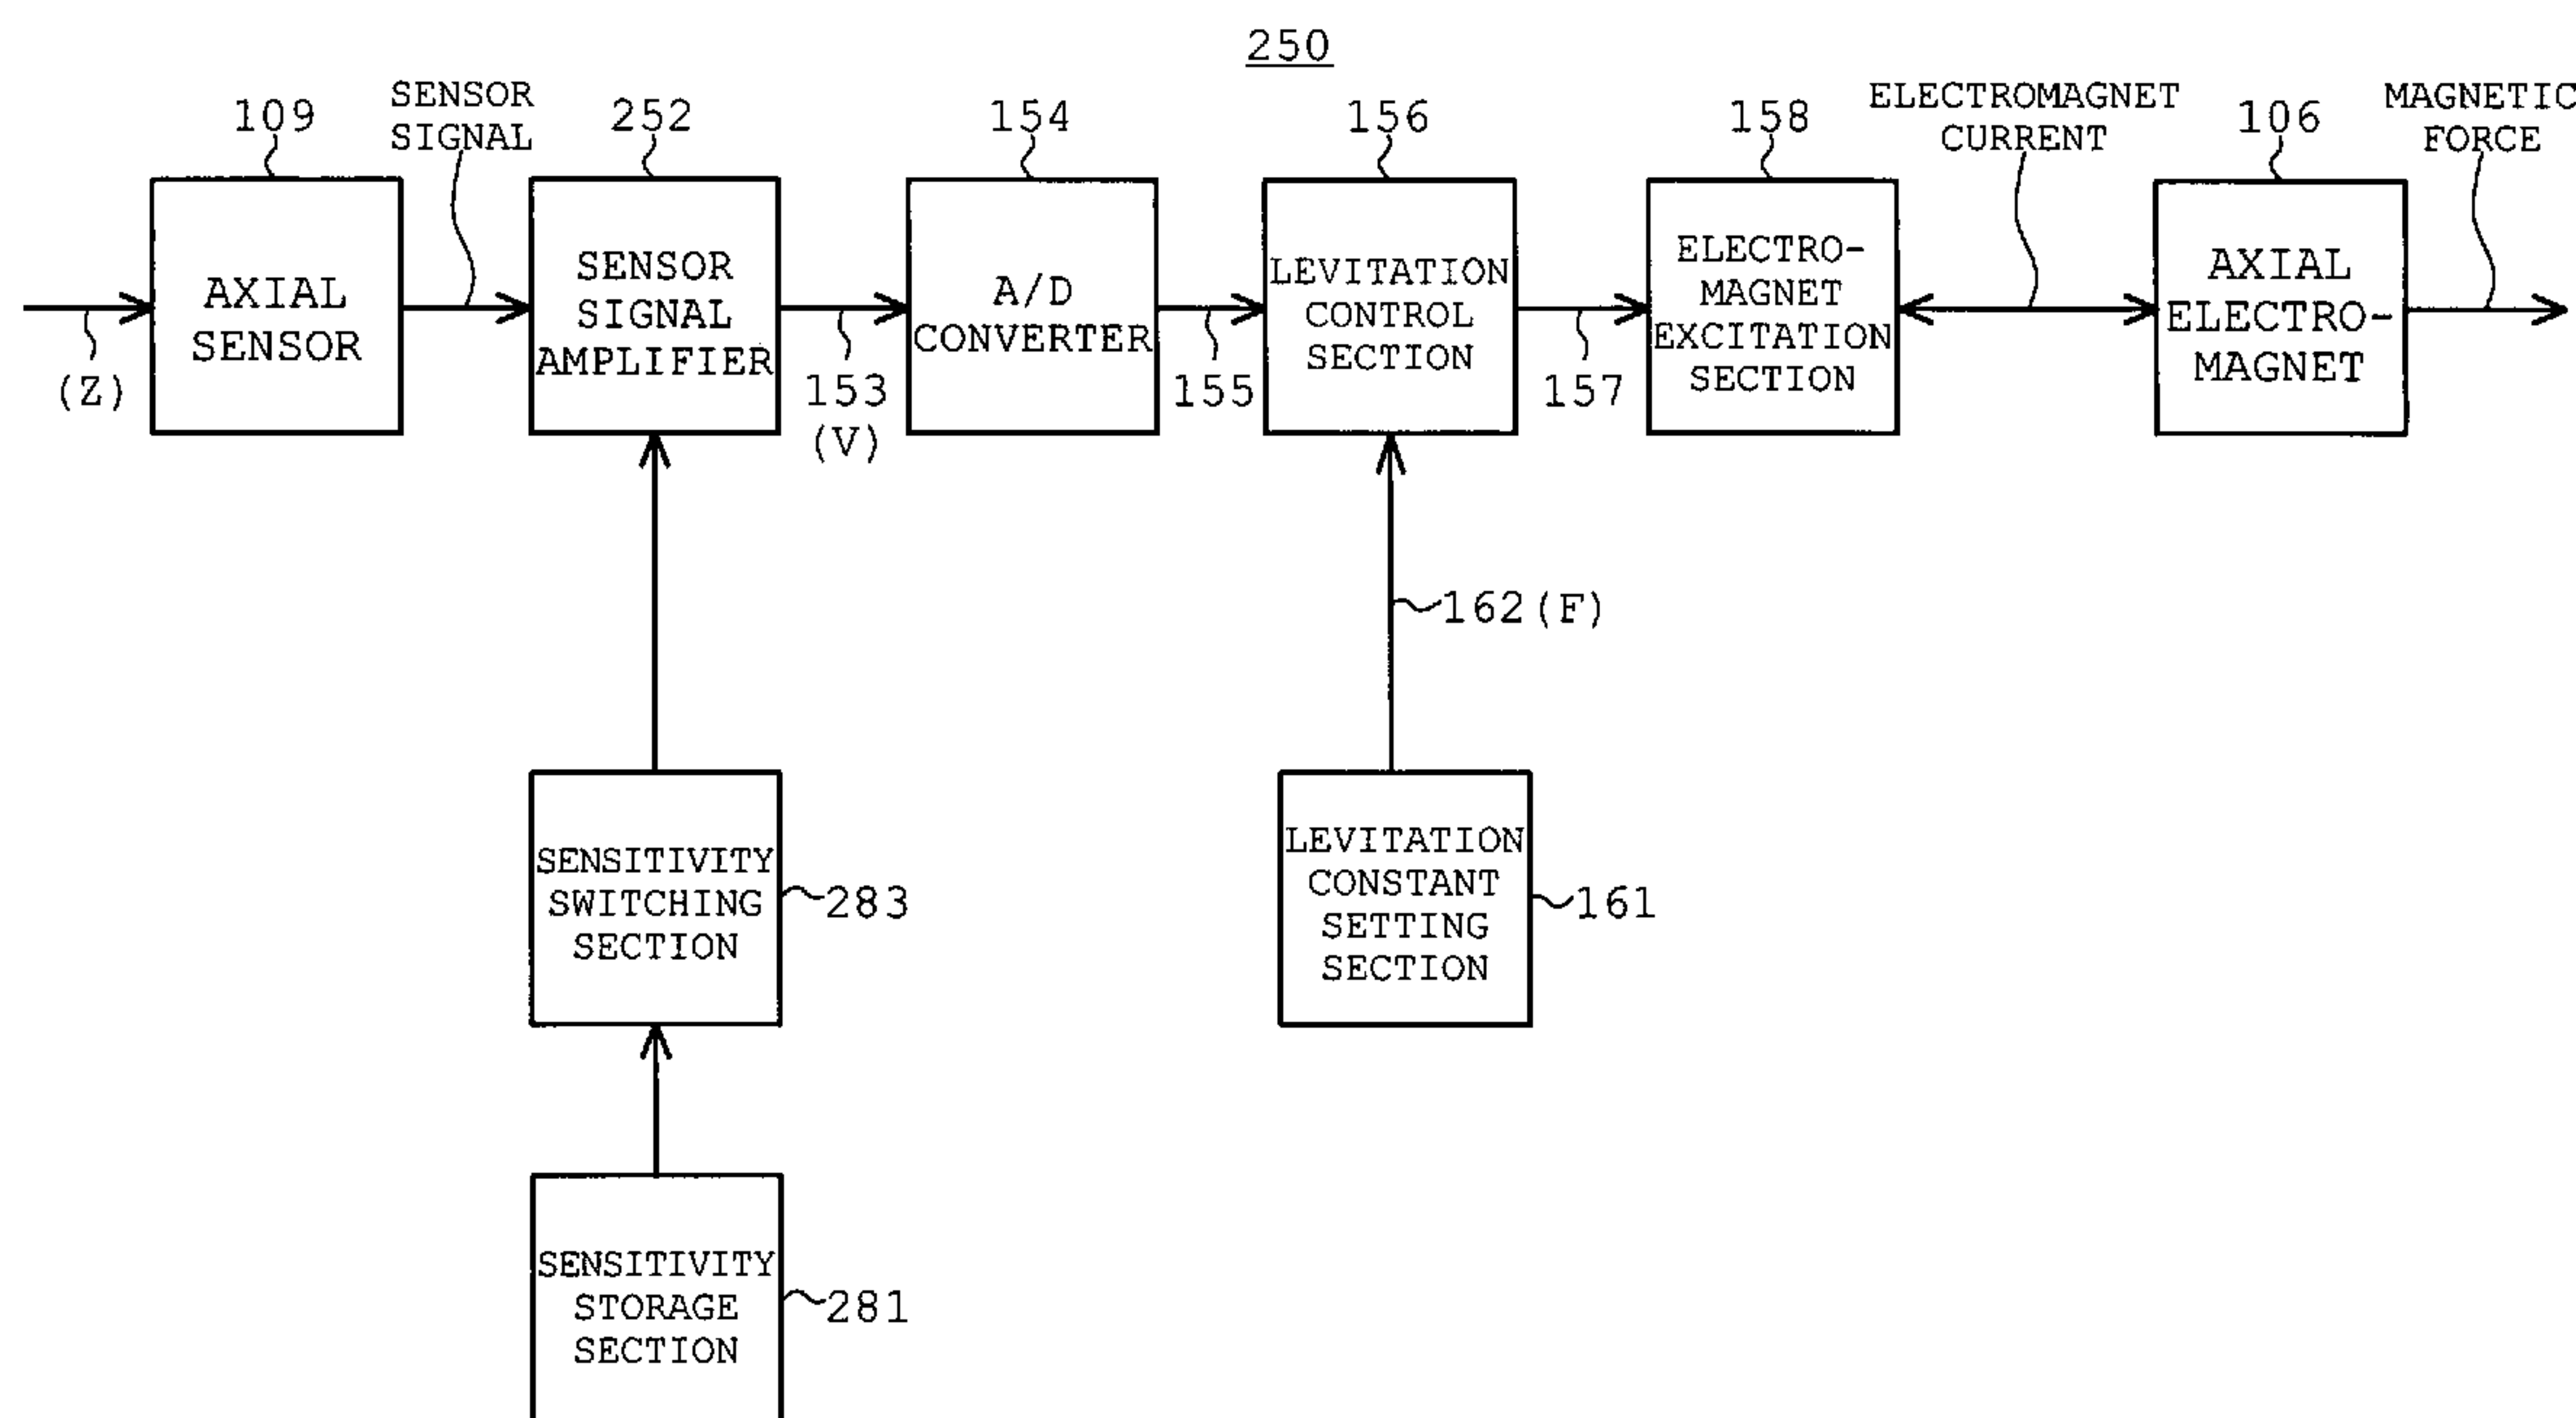 250
109
SENSOR
SIGNAL
252
154
156
158
ELECTROMAGNET
CURRENT
106
MAGNETIC
FORCE
AXIAL
SENSOR
SENSOR
SIGNAL
AMPLIFIER
A/D
CONVERTER
LEVITATION
CONTROL
SECTION
ELECTRO-
MAGNET
EXCITATION
SECTION
AXIAL
ELECTRO-
MAGNET
(Z)
153
(V)
155
157
162(F)
SENSITIVITY
SWITCHING
SECTION
283
LEVITATION
CONSTANT
SETTING
SECTION
161
SENSITIVITY
STORAGE
SECTION
281